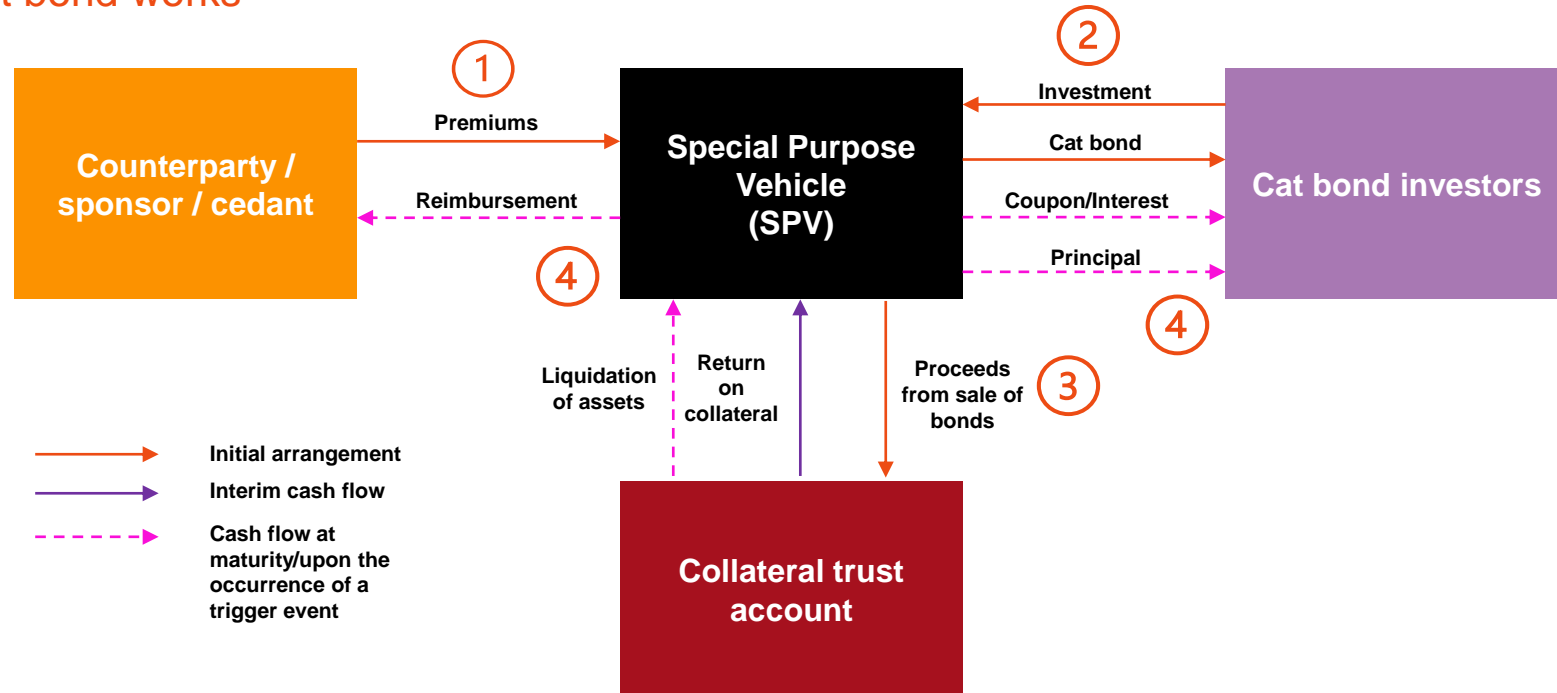 t bond works
1
2
Premiums
Investment
Counterparty /
sponsor / cedant
Special Purpose
Vehicle
(SPV)
Cat bond
Cat bond investors
Reimbursement
Coupon/Interest
Principal
4
4
Liquidation
of assets
Return
on
collateral
Proceeds
from sale of
bonds
3
Initial arrangement
Interim cash flow
Cash flow at
maturity/upon the
occurrence of a
trigger event
Collateral trust
account